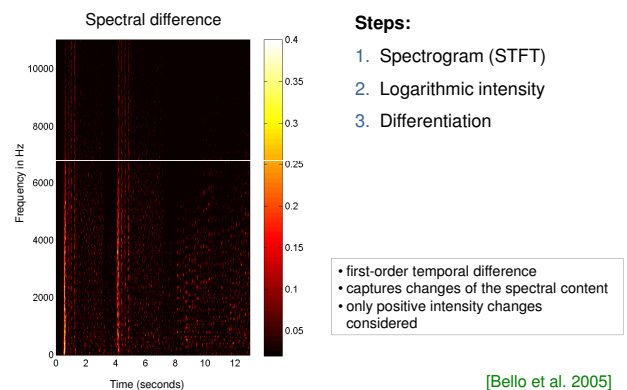 Spectral difference
Steps:
1. Spectrogram (STFT)
2. Logarithmic intensity
3. Differentiation
Frequency in Hz
10000
8000
6000
4000
2000
0
0 2 4 6 8 10 12
Time (seconds)
0.4
0.35
0.3
0.25
0.2
0.15
0.1
0.05
• first-order temporal difference
• captures changes of the spectral content
• only positive intensity changes
considered
[Bello et al. 2005]